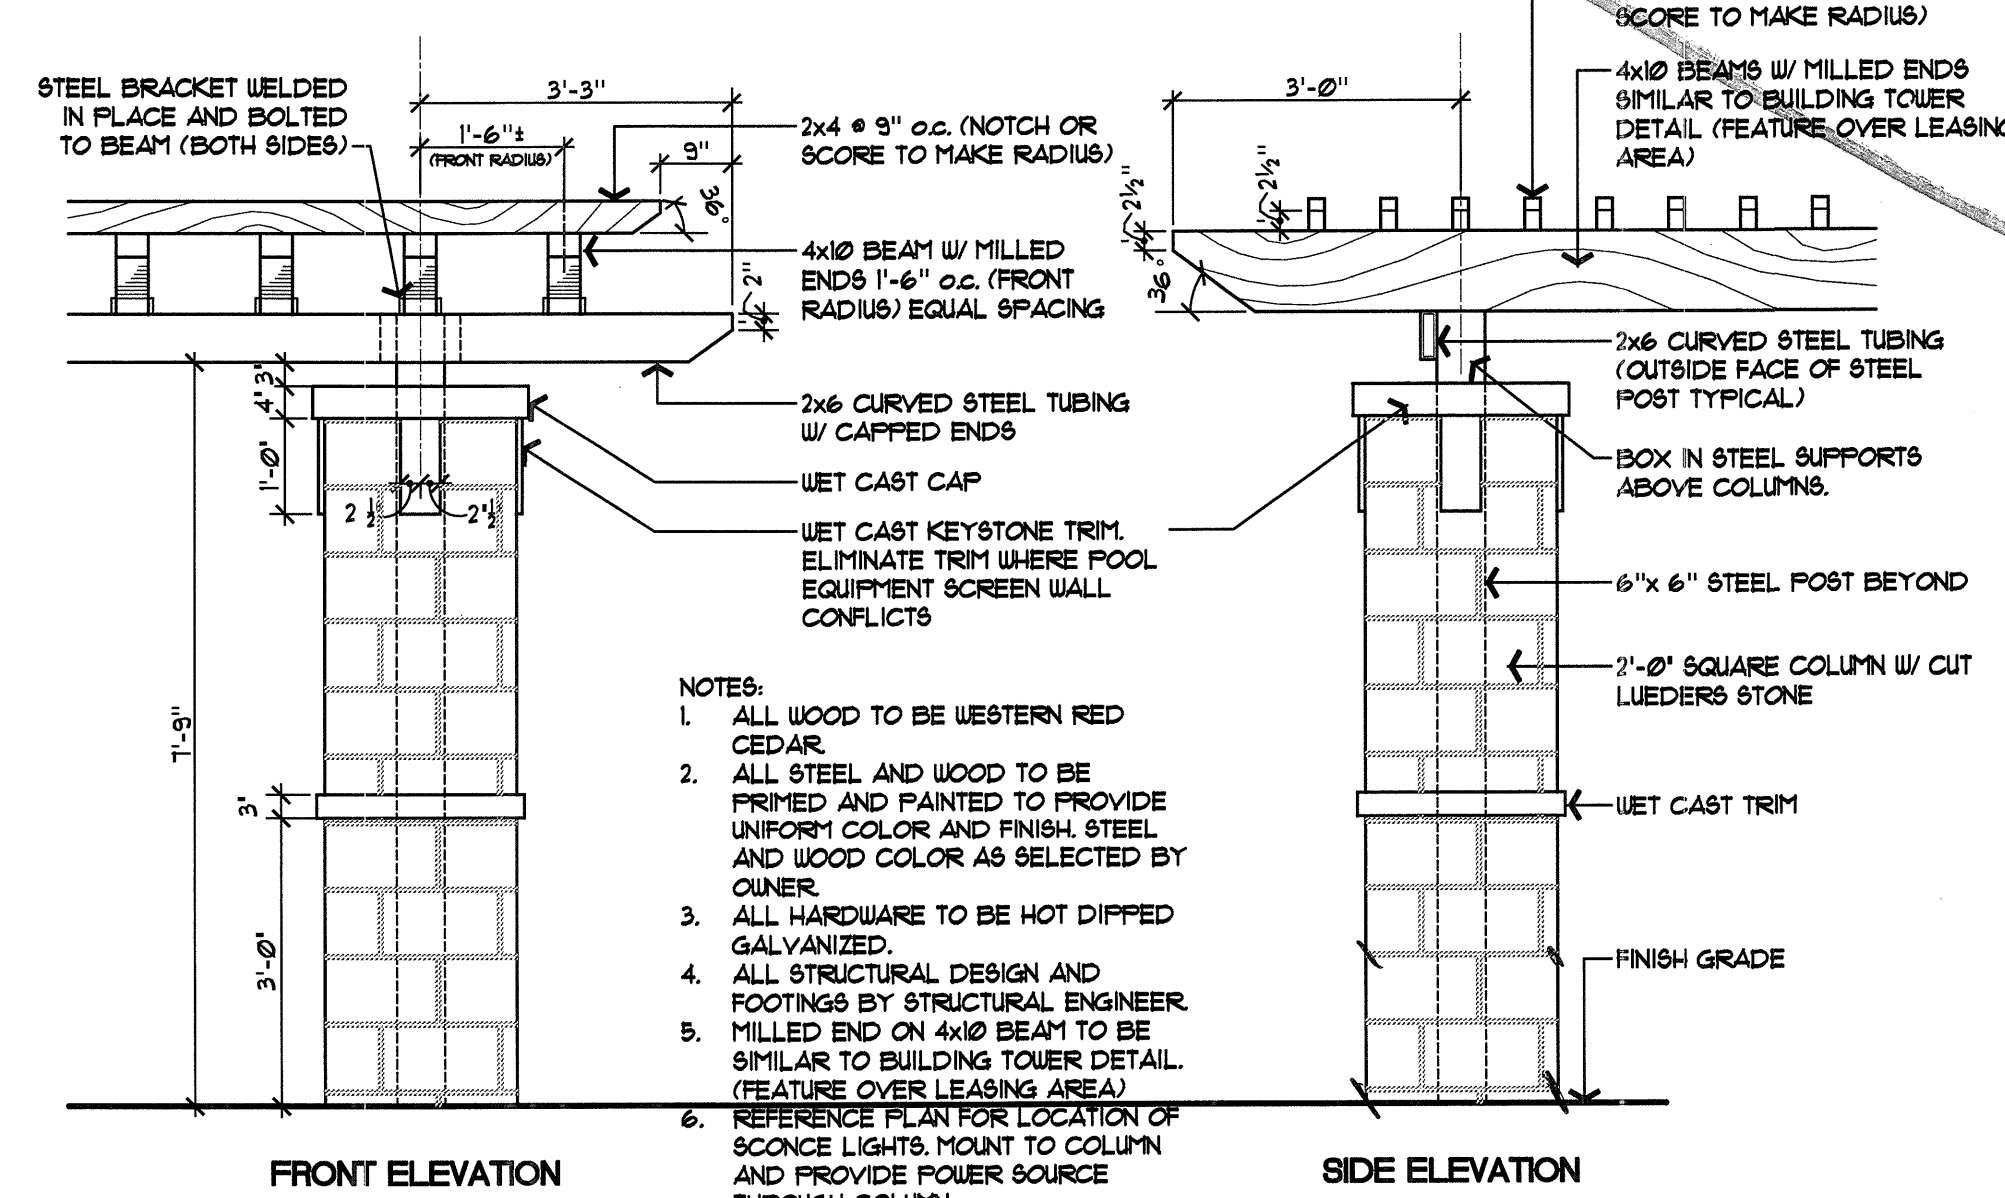 STEEL BRACKET WELDED
IN PLACE AND BOLTED
TO BEAM (BOTH SIDES)
3'-3"
1'-6"±
(FRONT RADIUS)
9"
36°
2x4 @ 9" o.c. (NOTCH OR
SCORE TO MAKE RADIUS)
4x10 BEAM W/ MILLED
ENDS 1'-6" o.c. (FRONT
RADIUS) EQUAL SPACING
2"
2x6 CURVED STEEL TUBING
W/ CAPPED ENDS
WET CAST CAP
WET CAST KEYSTONE TRIM.
ELIMINATE TRIM WHERE POOL
EQUIPMENT SCREEN WALL
CONFLICTS
3"
4"
1'-0"
2 ½
2"½
7'-9"
3"
3'-0"
FRONT ELEVATION
NOTES:
1. ALL WOOD TO BE WESTERN RED
CEDAR.
2. ALL STEEL AND WOOD TO BE
PRIMED AND PAINTED TO PROVIDE
UNIFORM COLOR AND FINISH. STEEL
AND WOOD COLOR AS SELECTED BY
OWNER.
3. ALL HARDWARE TO BE HOT DIPPED
GALVANIZED.
4. ALL STRUCTURAL DESIGN AND
FOOTINGS BY STRUCTURAL ENGINEER.
5. MILLED END ON 4x10 BEAM TO BE
SIMILAR TO BUILDING TOWER DETAIL.
(FEATURE OVER LEASING AREA)
6. REFERENCE PLAN FOR LOCATION OF
SCONCE LIGHTS. MOUNT TO COLUMN
AND PROVIDE POWER SOURCE
THROUGH COLUMN
SCORE TO MAKE RADIUS)
4x10 BEAMS W/ MILLED ENDS
SIMILAR TO BUILDING TOWER
DETAIL (FEATURE OVER LEASING
AREA)
3'-0"
2½"
2½"
36°
2x6 CURVED STEEL TUBING
(OUTSIDE FACE OF STEEL
POST TYPICAL)
BOX IN STEEL SUPPORTS
ABOVE COLUMNS.
6"x 6" STEEL POST BEYOND
2'-0" SQUARE COLUMN W/ CUT
LUEDERS STONE
WET CAST TRIM
FINISH GRADE
SIDE ELEVATION